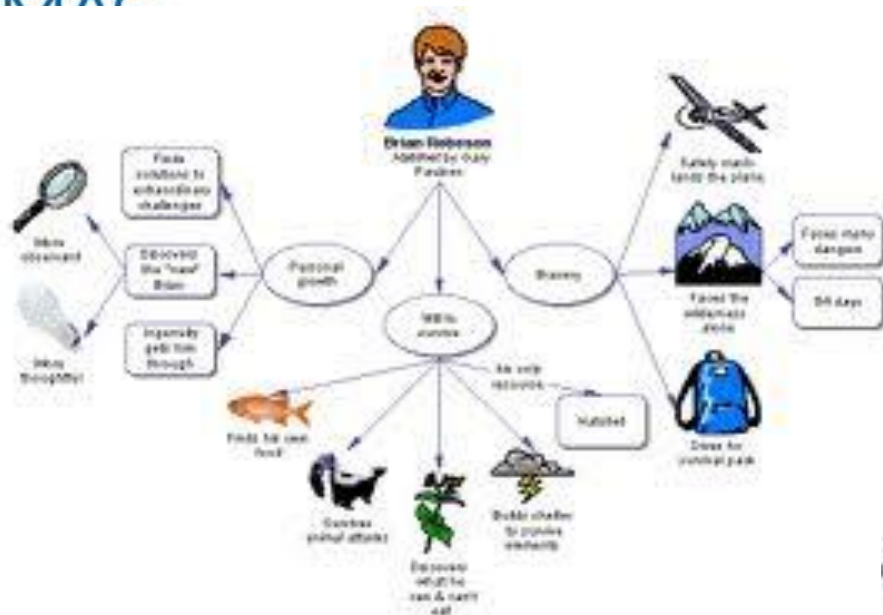 Brian Robeson
Hatchet by Gary
Paulsen
Finds
solutions to
extraordinary
challenges
More
observant
Discovers
the "new"
Brian
Personal
growth
More
thoughtful
Ingenuity
gets him
through
Will to
survive
Bravery
Safely crash-
lands the plane
Faces the
wilderness
alone
Faces many
dangers
54 days
Dives for
survival pack
Finds his own
food
Survives
animal attacks
Discovers
what he
can & can't
eat
Builds shelter
to survive
elements
his only
resource
Hatchet